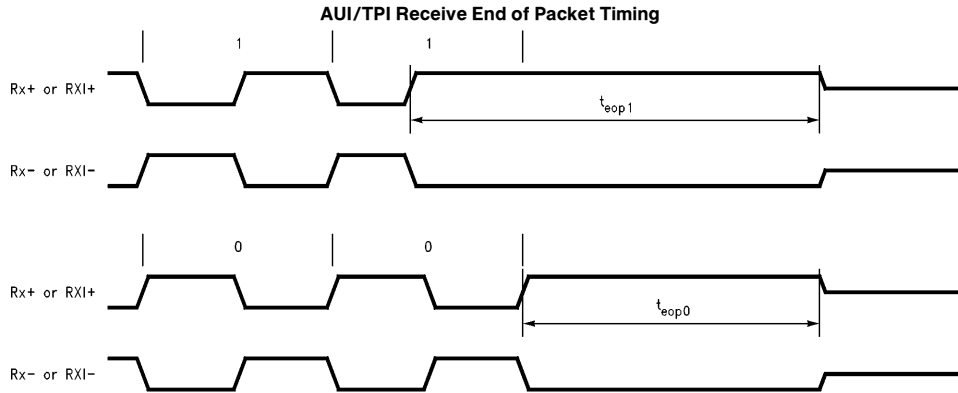 AUI/TPI Receive End of Packet Timing
1 1
Rx+ or RXI+
teop1
Rx− or RXI−
0 0
Rx+ or RXI+
teop0
Rx− or RXI−